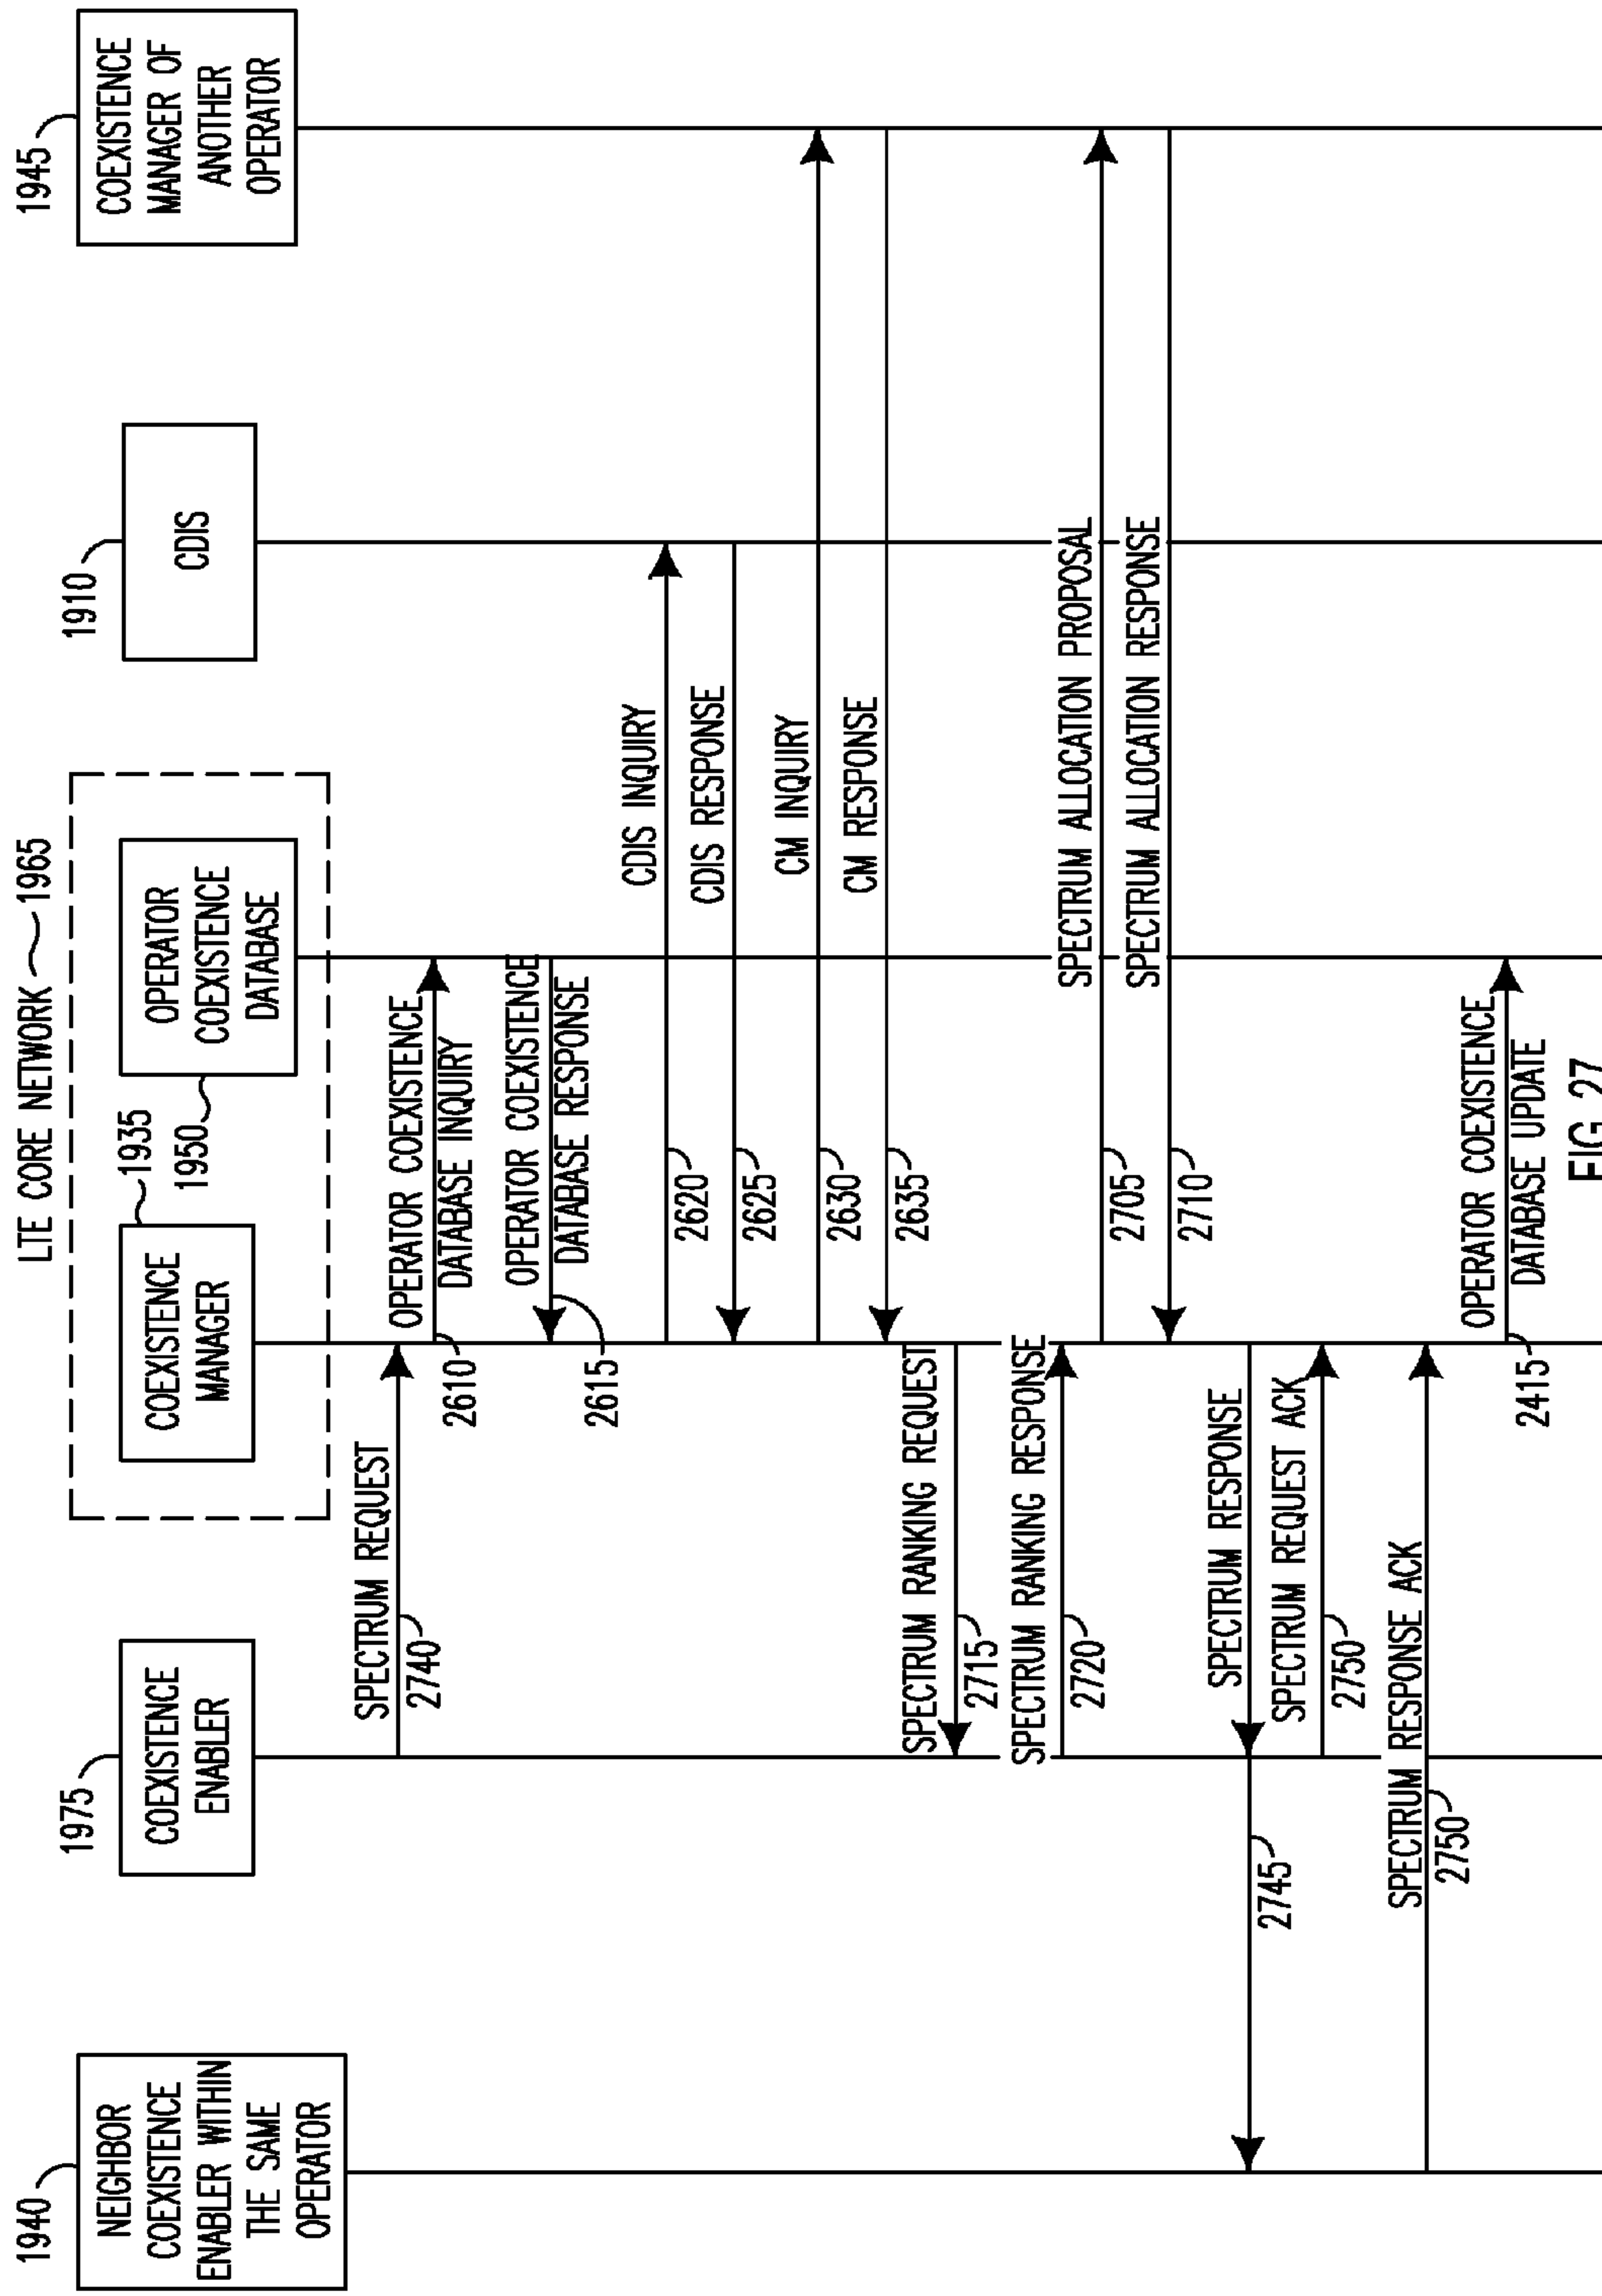 1940
NEIGHBOR
COEXISTENCE
ENABLER WITHIN
THE SAME
OPERATOR
1975
COEXISTENCE
ENABLER
LTE CORE NETWORK 1965
COEXISTENCE
MANAGER
1935
1950
OPERATOR
COEXISTENCE
DATABASE
1910
CDIS
1945
COEXISTENCE
MANAGER OF
ANOTHER
OPERATOR
SPECTRUM REQUEST
2740
OPERATOR COEXISTENCE
DATABASE INQUIRY
2610
OPERATOR COEXISTENCE
DATABASE RESPONSE
2615
CDIS INQUIRY
2620
CDIS RESPONSE
2625
CM INQUIRY
2630
CM RESPONSE
2635
SPECTRUM RANKING REQUEST
2715
SPECTRUM RANKING RESPONSE
2720
SPECTRUM ALLOCATION PROPOSAL
2705
SPECTRUM ALLOCATION RESPONSE
2710
SPECTRUM RESPONSE
2745
SPECTRUM REQUEST ACK
2750
SPECTRUM RESPONSE ACK
2750
OPERATOR COEXISTENCE
DATABASE UPDATE
2415
FIG. 27